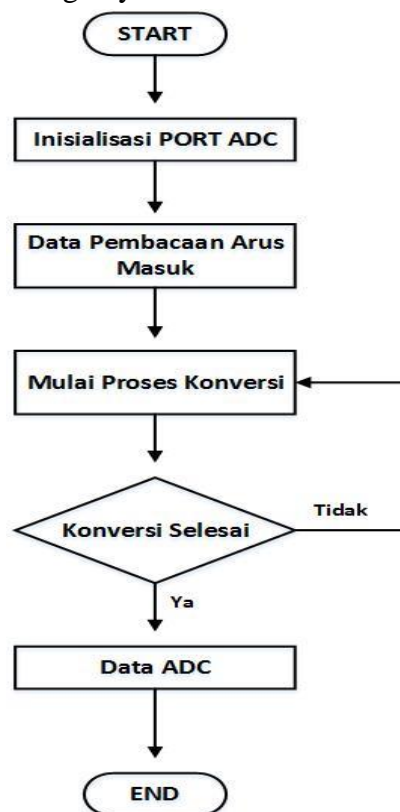 START
Inisialisasi PORT ADC
Data Pembacaan Arus
Masuk
Mulai Proses Konversi
Konversi Selesai
Tidak
Ya
Data ADC
END